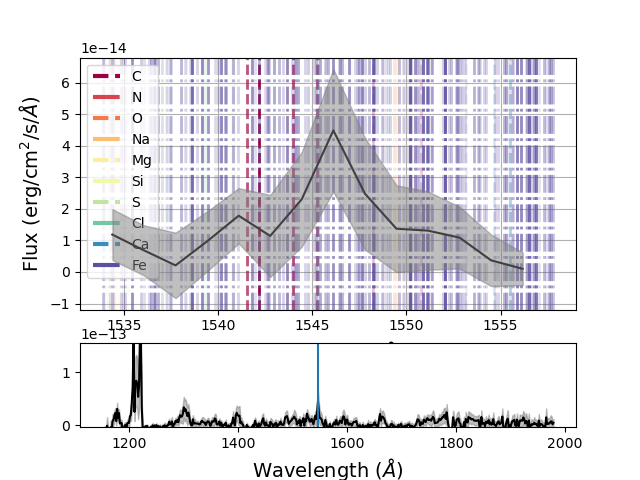 1e−14
Flux (erg/cm²/s/Å)
6
5
4
3
2
1
0
−1
C
N
O
Na
Mg
Si
S
Cl
Ca
Fe
1535 1540 1545 1550 1555
1e−13
1
0
1200 1400 1600 1800 2000
Wavelength (Å)